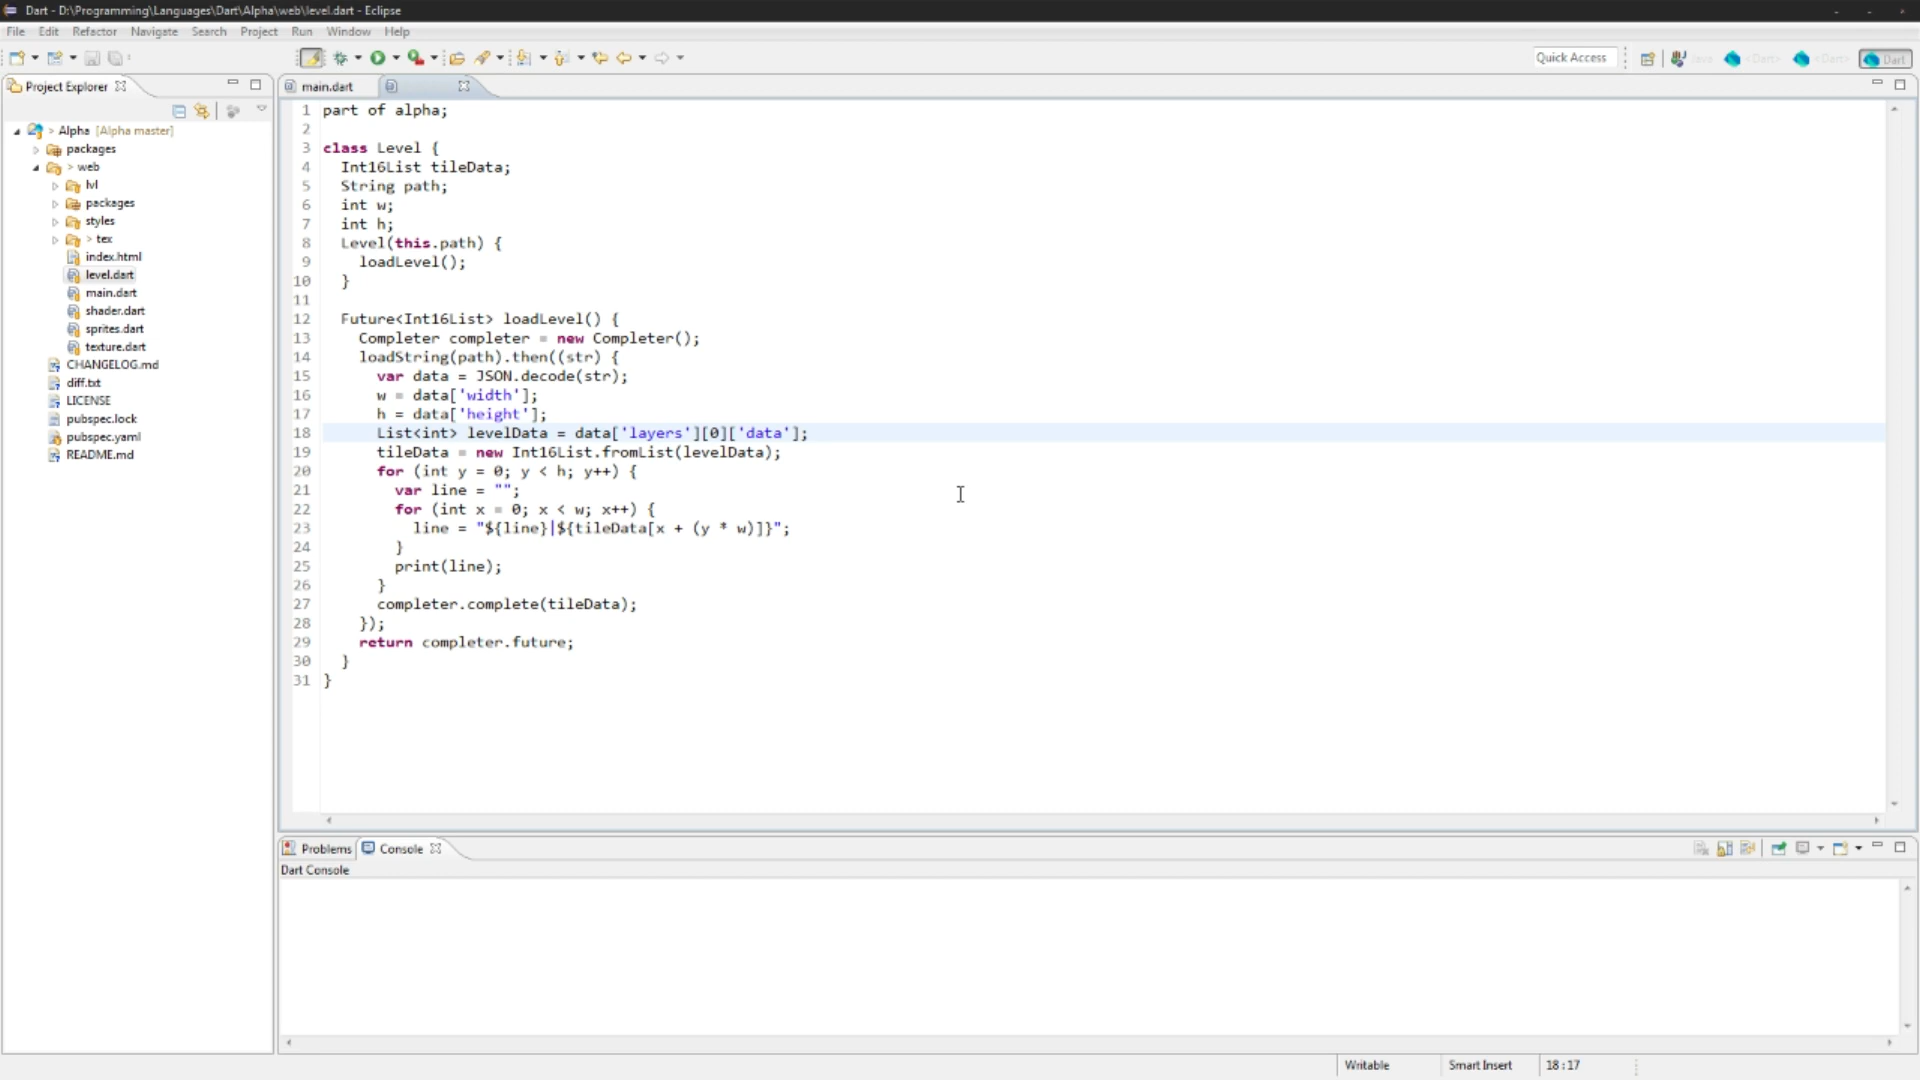 Dart - D:\Programming\Languages\Dart\Alpha\web\level.dart - Eclipse
File Edit Refactor Navigate Search Project Run Window Help
Quick Access
Java
<Dart>
<Dart>
Dart
Project Explorer
Alpha [Alpha master]
packages
> web
lvl
packages
styles
> tex
index.html
level.dart
main.dart
shader.dart
sprites.dart
texture.dart
CHANGELOG.md
diff.txt
LICENSE
pubspec.lock
pubspec.yaml
README.md
main.dart
1 part of alpha;
2
3 class Level {
4 Int16List tileData;
5 String path;
6 int w;
7 int h;
8 Level(this.path) {
9 loadLevel();
10 }
11
12 Future<Int16List> loadLevel() {
13 Completer completer = new Completer();
14 loadString(path).then((str) {
15 var data = JSON.decode(str);
16 w = data['width'];
17 h = data['height'];
18 List<int> levelData = data['layers'][0]['data'];
19 tileData = new Int16List.fromList(levelData);
20 for (int y = 0; y < h; y++) {
21 var line = "";
22 for (int x = 0; x < w; x++) {
23 line = "${line}|${tileData[x + (y * w)]}";
24 }
25 print(line);
26 }
27 completer.complete(tileData);
28 });
29 return completer.future;
30 }
31 }
Problems Console
Dart Console
Writable Smart Insert 18:17